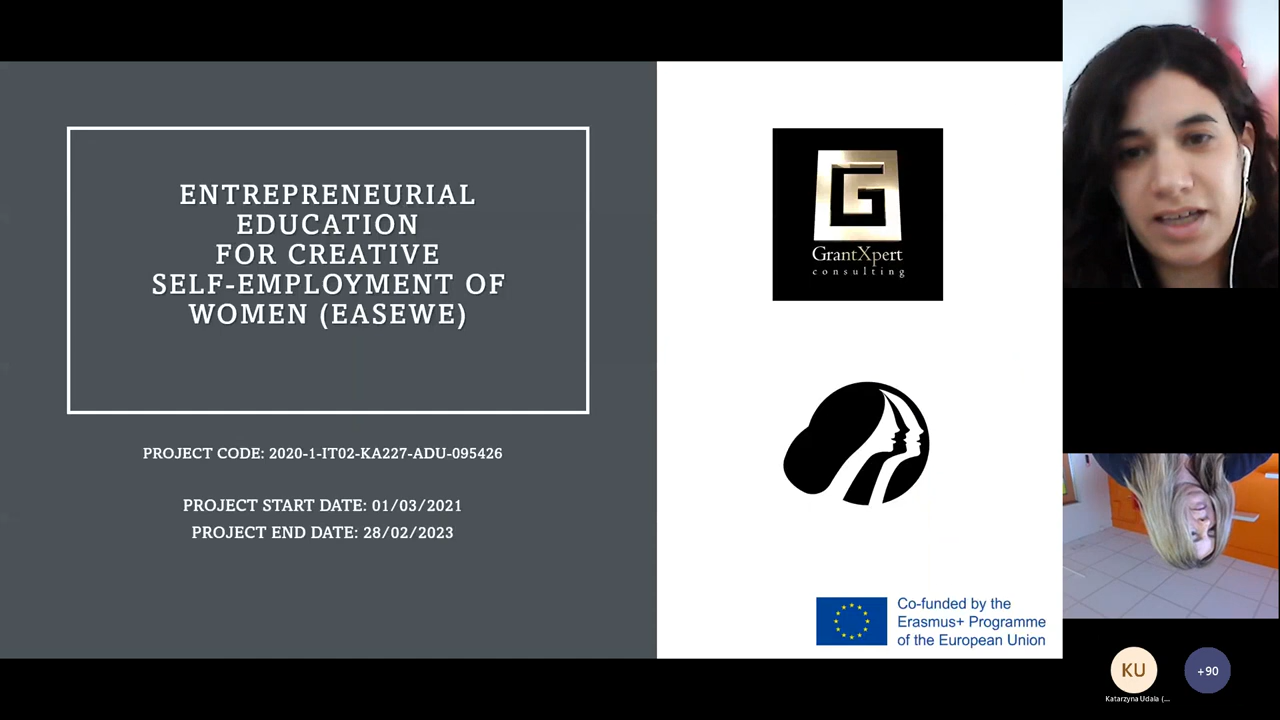 ENTREPRENEURIAL
EDUCATION
FOR CREATIVE
SELF-EMPLOYMENT OF
WOMEN (EASEWE)
PROJECT CODE: 2020-1-IT02-KA227-ADU-095426
PROJECT START DATE: 01/03/2021
PROJECT END DATE: 28/02/2023
G
GrantXpert
consulting
Co-funded by the
Erasmus+ Programme
of the European Union
KU
+90
Katarzyna Udala (...